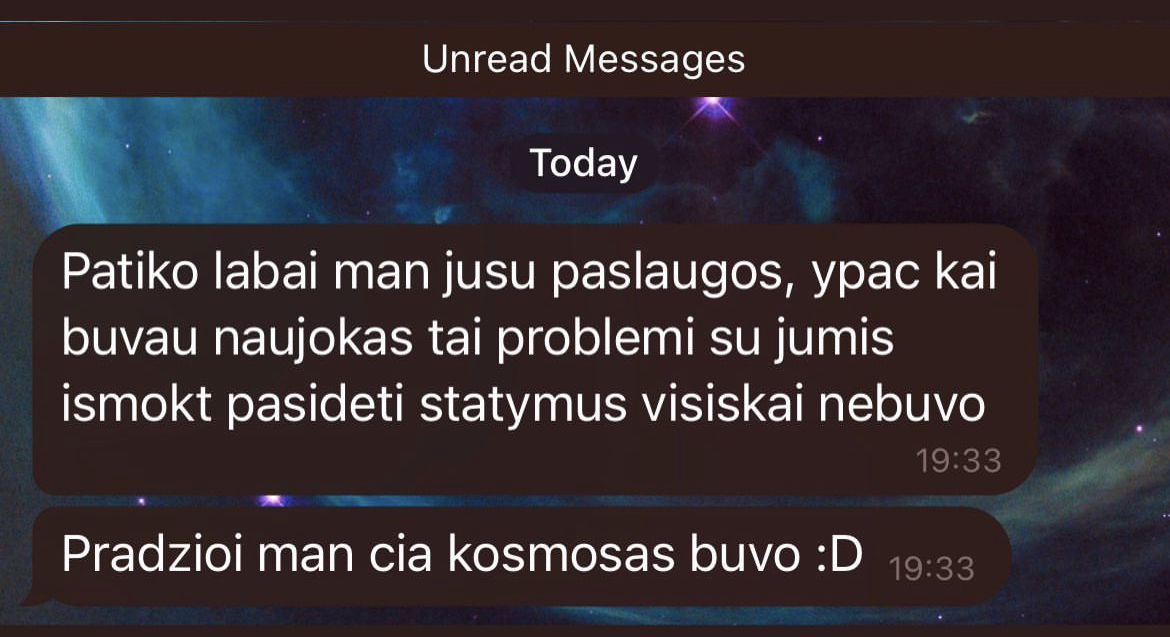 Unread Messages
Today
Patiko labai man jusu paslaugos, ypac kai
buvau naujokas tai problemi su jumis
ismokt pasideti statymus visiskai nebuvo
19:33
Pradzioi man cia kosmosas buvo :D 19:33